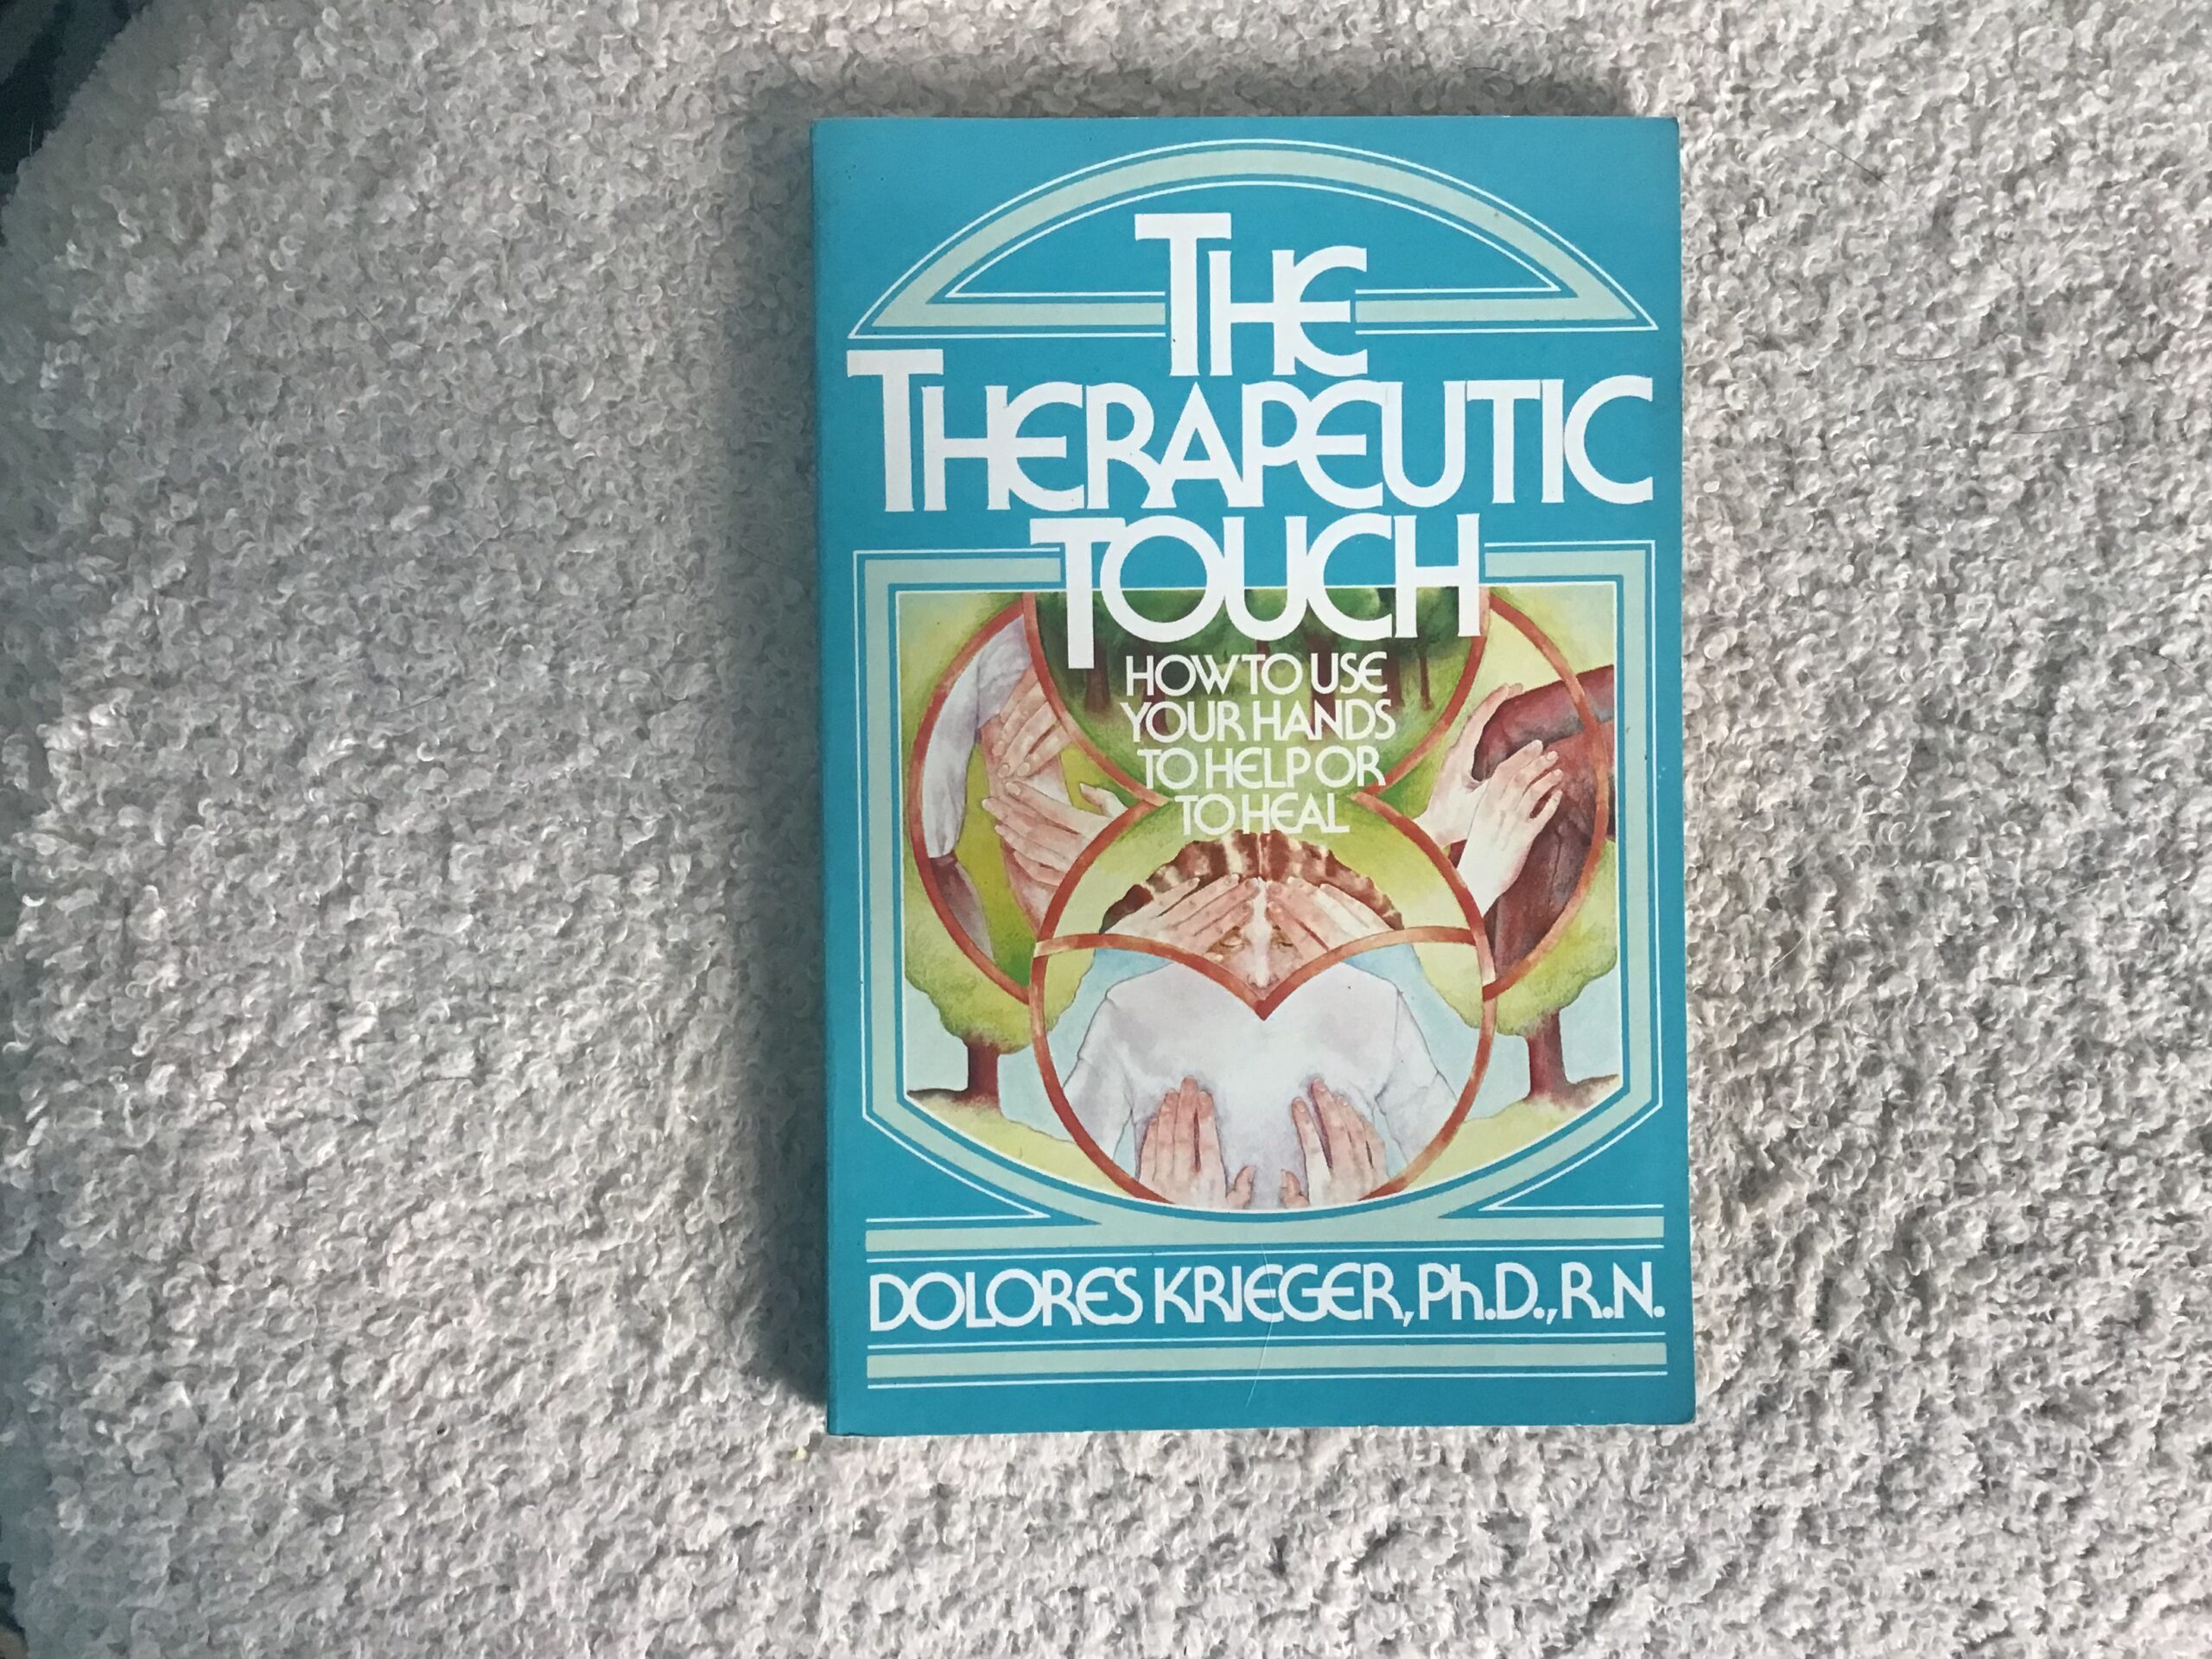 THE
THERAPEUTIC
TOUCH
HOW TO USE
YOUR HANDS
TO HELP OR
TO HEAL
DOLORES KRIEGER, Ph.D., R.N.